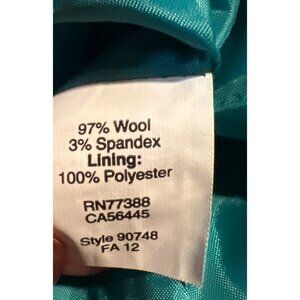 97% Wool
3% Spandex
Lining:
100% Polyester
RN77388
CA56445
Style 90748
FA 12